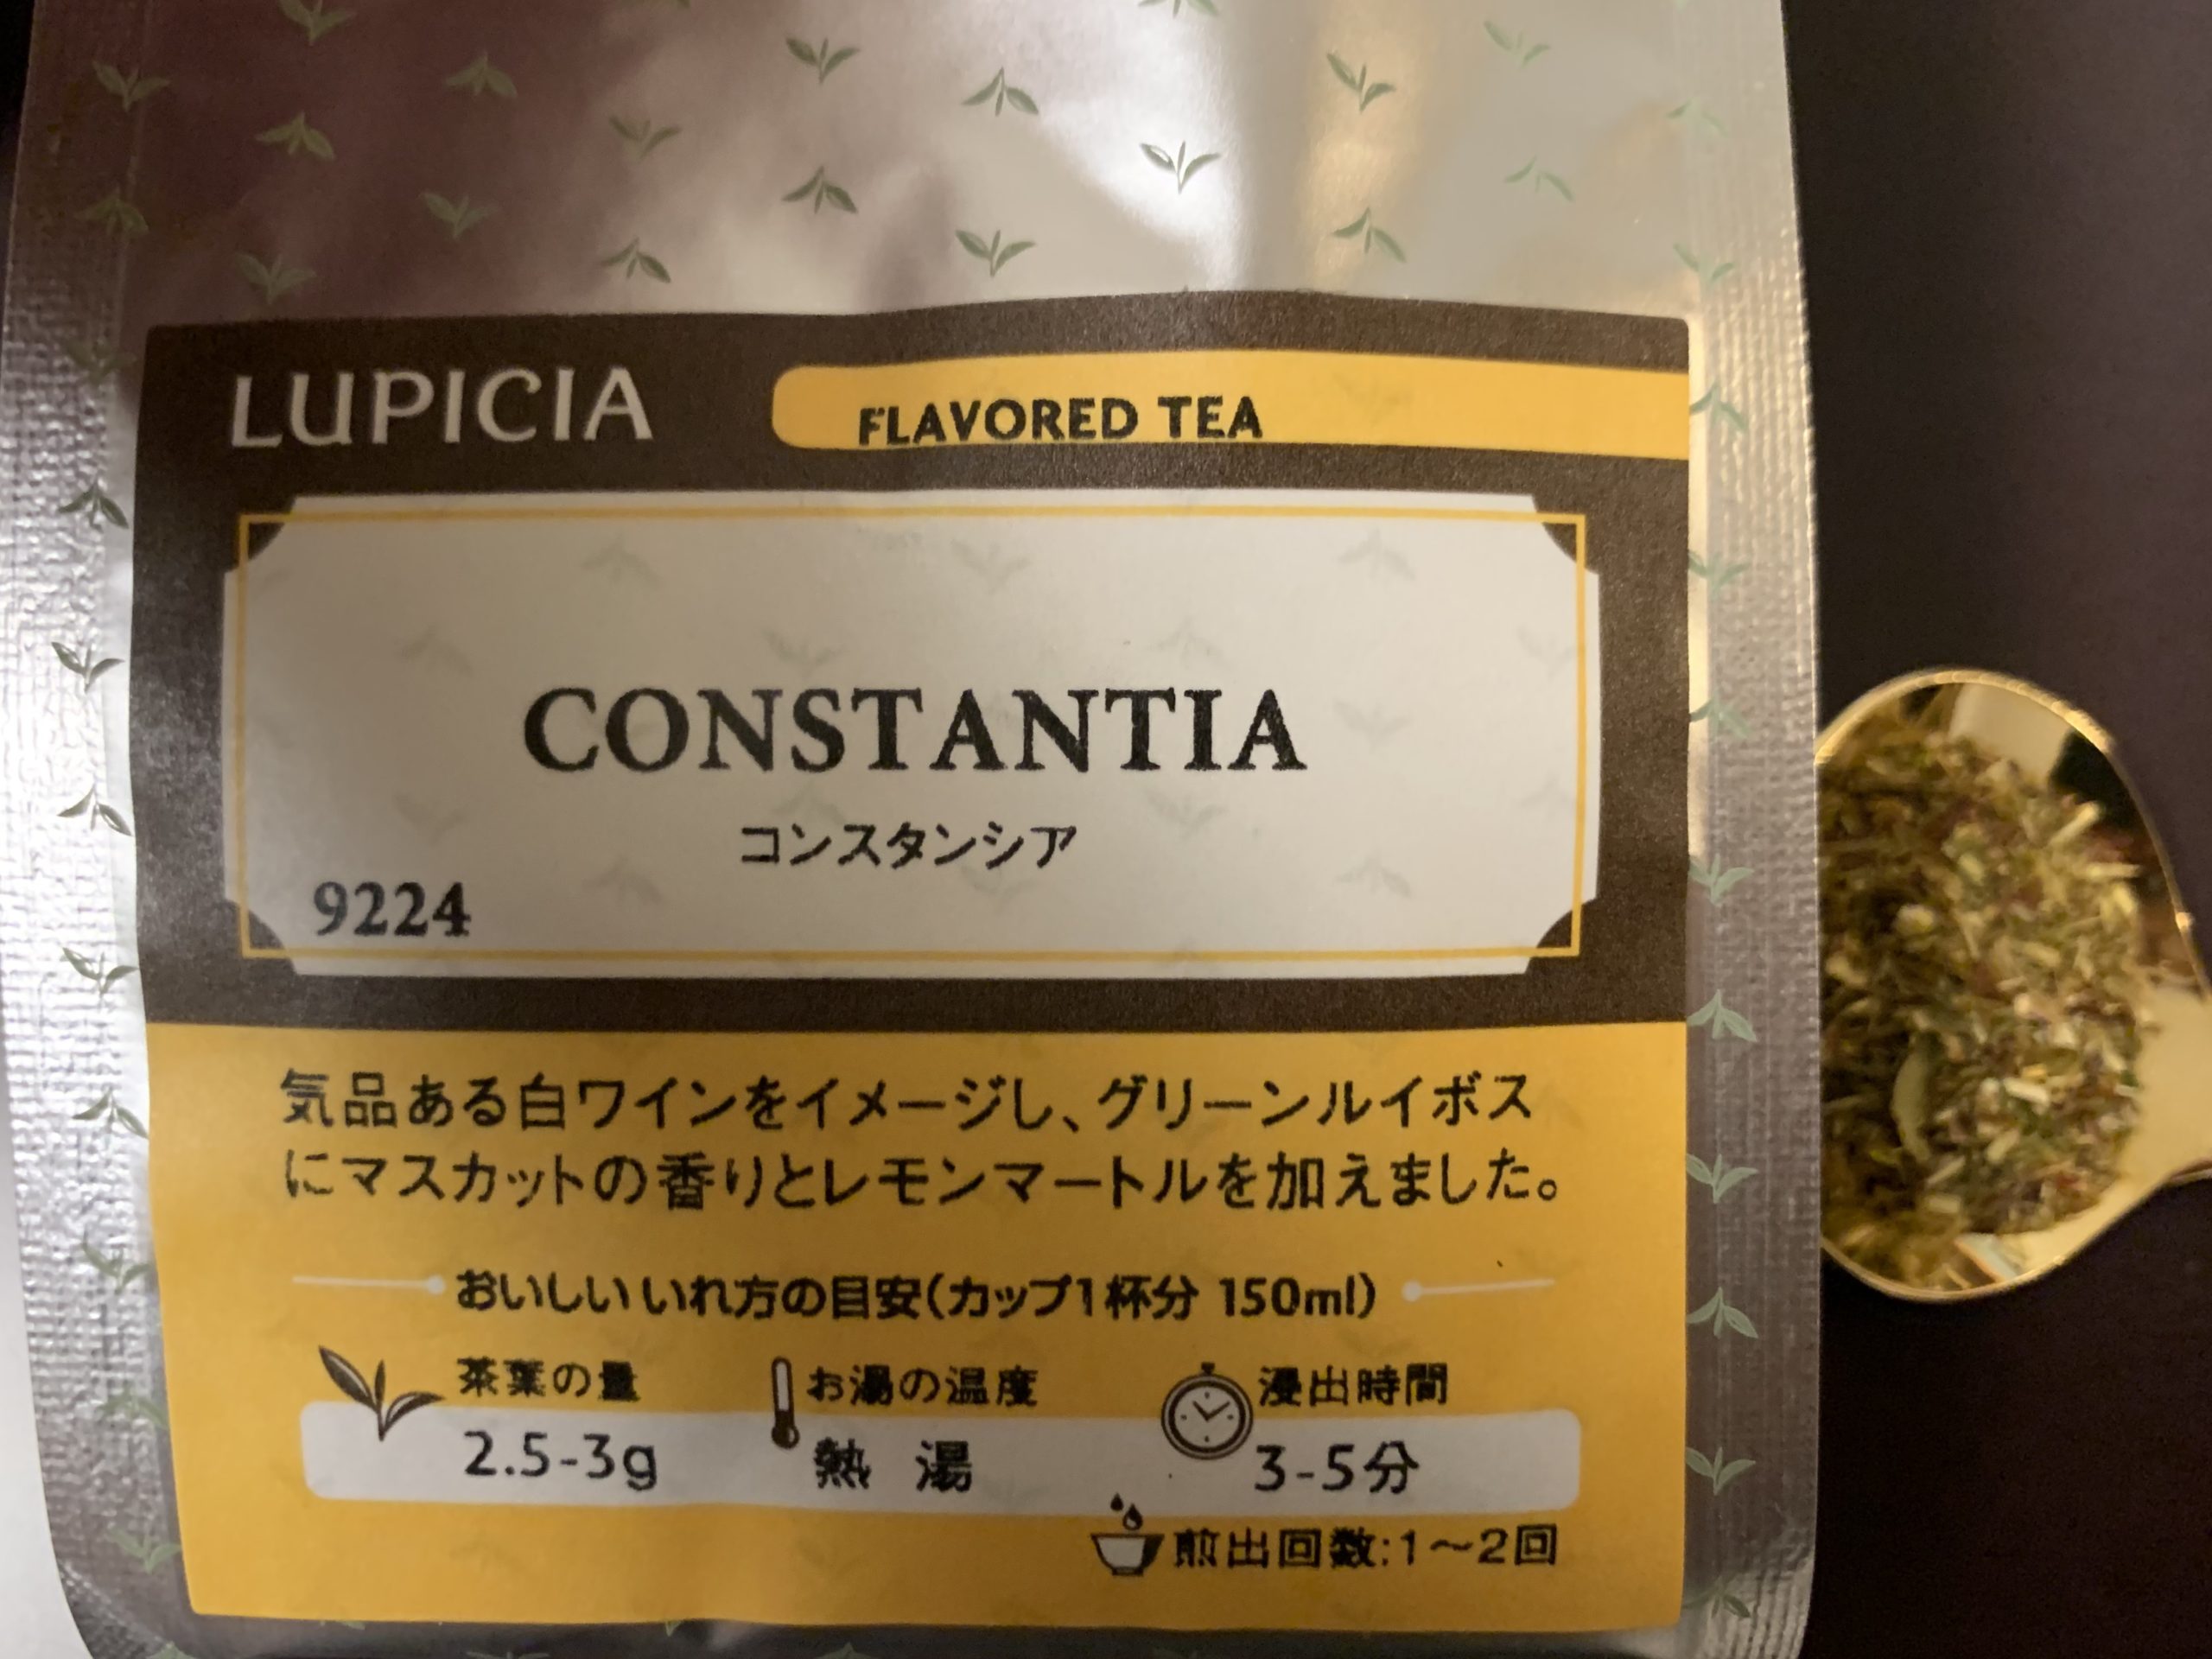 LUPICIA
FLAVORED TEA
CONSTANTIA
コンスタンシア
9224
気品ある白ワインをイメージし、グリーンルイボス
にマスカットの香りとレモンマートルを加えました。
おいしいいれ方の目安(カップ1杯分 150ml)
茶葉の量
2.5-3g
お湯の温度
熱 湯
浸出時間
3-5分
煎出回数:1～2回